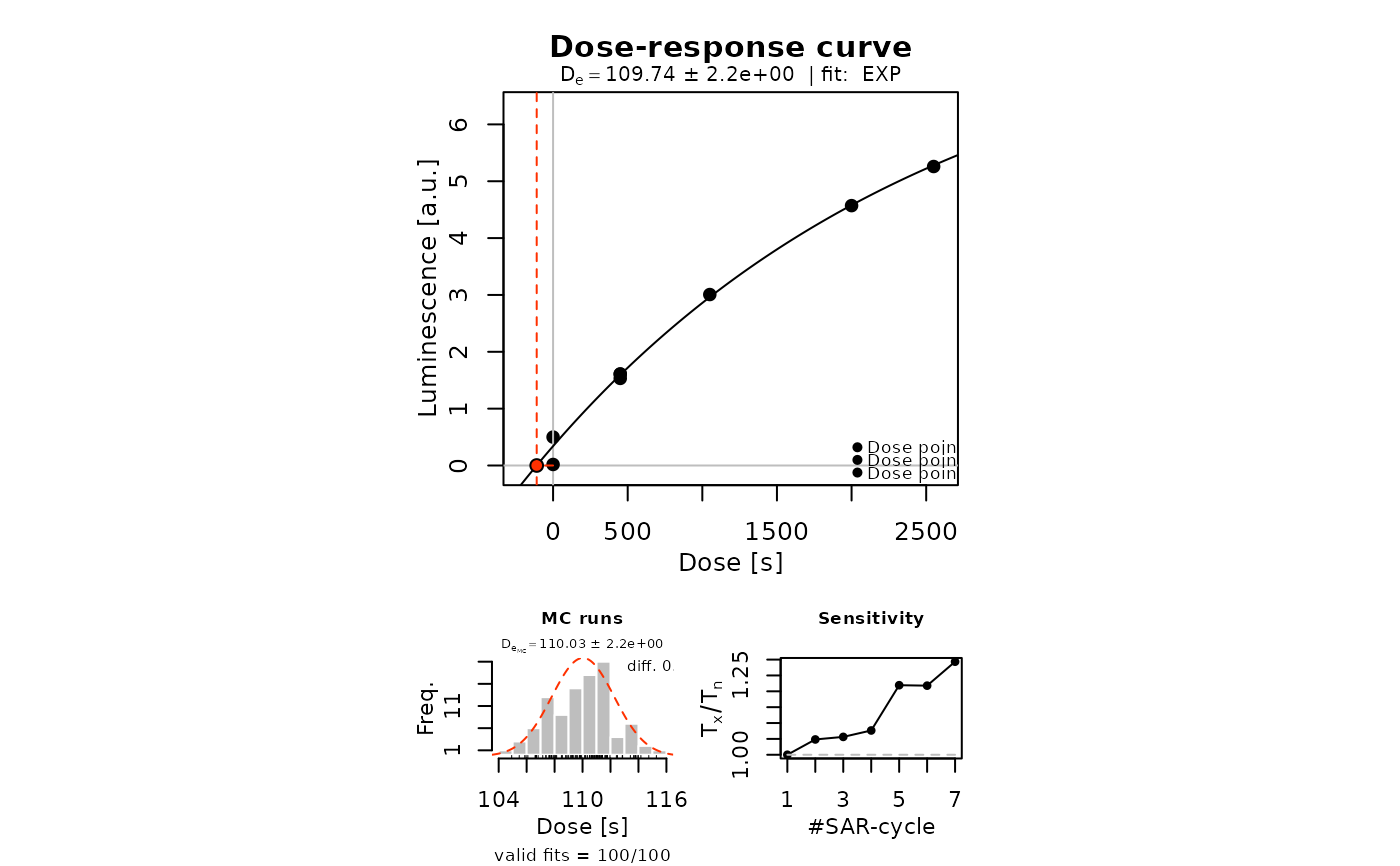 Dose-response curve
De = 109.74 ± 2.2e+00 | fit: EXP
Luminescence [a.u.]
6
5
4
3
2
1
0
Dose poin
Dose poin
Dose poin
0 500 1500 2500
Dose [s]
MC runs
DeMC = 110.03 ± 2.2e+00
diff. 0.
Freq.
11
1
104 110 116
Dose [s]
valid fits = 100/100
Sensitivity
Tx/Tn
1.25
1.00
1 3 5 7
#SAR-cycle